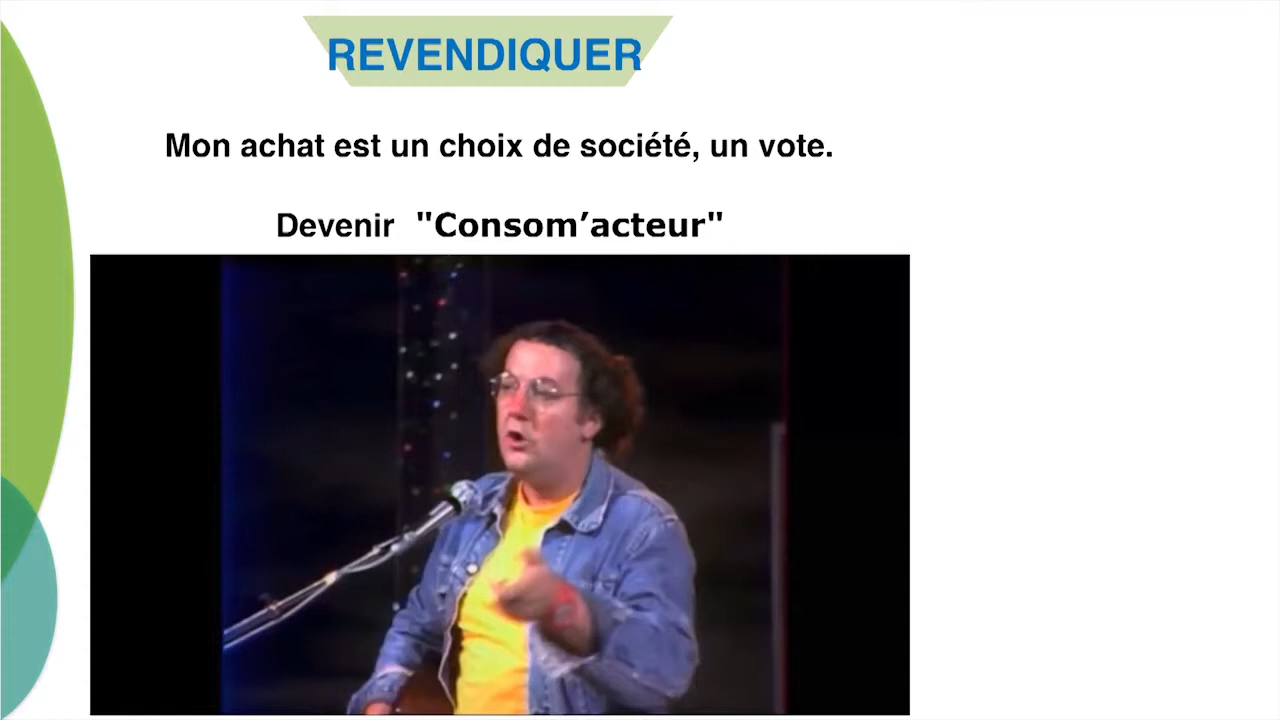 REVENDIQUER
Mon achat est un choix de société, un vote.
Devenir "Consom’acteur"